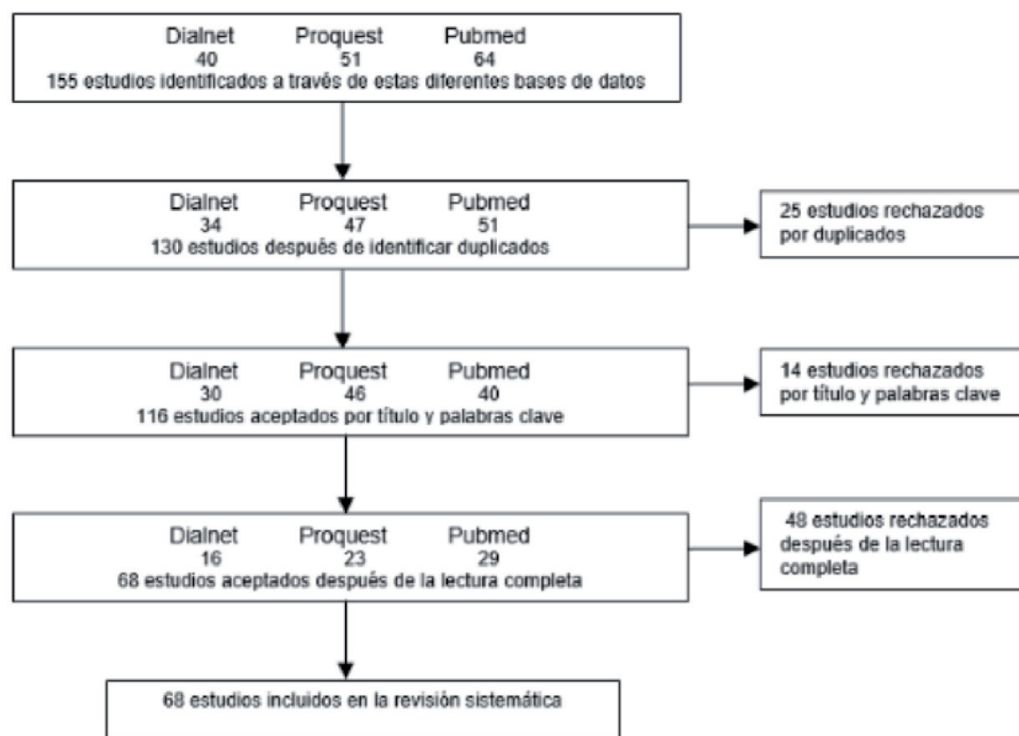 Dialnet Proquest Pubmed
40 51 64
155 estudios identificados a través de estas diferentes bases de datos
Dialnet Proquest Pubmed
34 47 51
130 estudios después de identificar duplicados
25 estudios rechazados
por duplicados
Dialnet Proquest Pubmed
30 46 40
116 estudios aceptados por título y palabras clave
14 estudios rechazados
por título y palabras clave
Dialnet Proquest Pubmed
16 23 29
68 estudios aceptados después de la lectura completa
48 estudios rechazados
después de la lectura
completa
68 estudios incluidos en la revisión sistemática